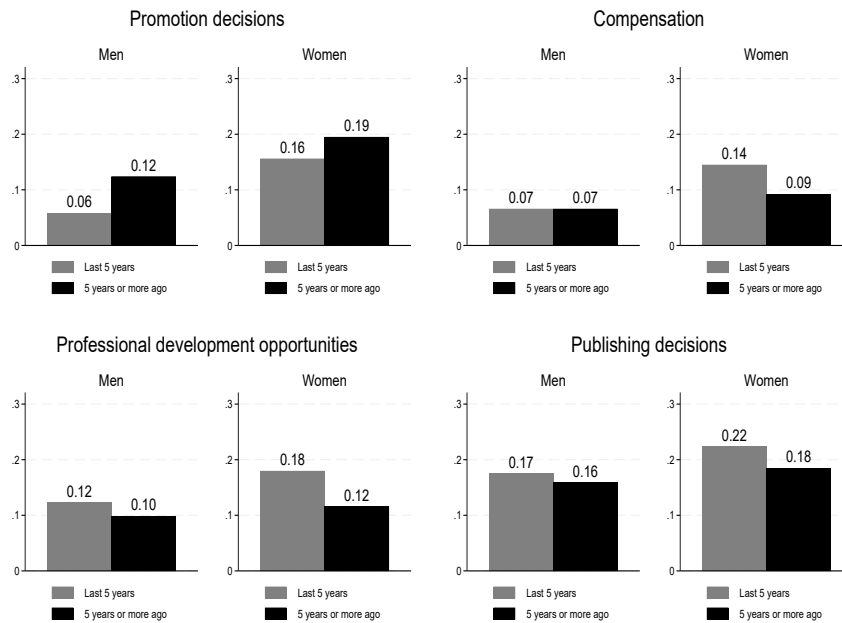 Promotion decisions
Men
Women
.3
.2
.1
0
0.06
0.12
Last 5 years
5 years or more ago
.3
.2
.1
0
0.16
0.19
Last 5 years
5 years or more ago
Compensation
Men
Women
.3
.2
.1
0
0.07
0.07
Last 5 years
5 years or more ago
.3
.2
.1
0
0.14
0.09
Last 5 years
5 years or more ago
Professional development opportunities
Men
Women
.3
.2
.1
0
0.12
0.10
Last 5 years
5 years or more ago
.3
.2
.1
0
0.18
0.12
Last 5 years
5 years or more ago
Publishing decisions
Men
Women
.3
.2
.1
0
0.17
0.16
Last 5 years
5 years or more ago
.3
.2
.1
0
0.22
0.18
Last 5 years
5 years or more ago